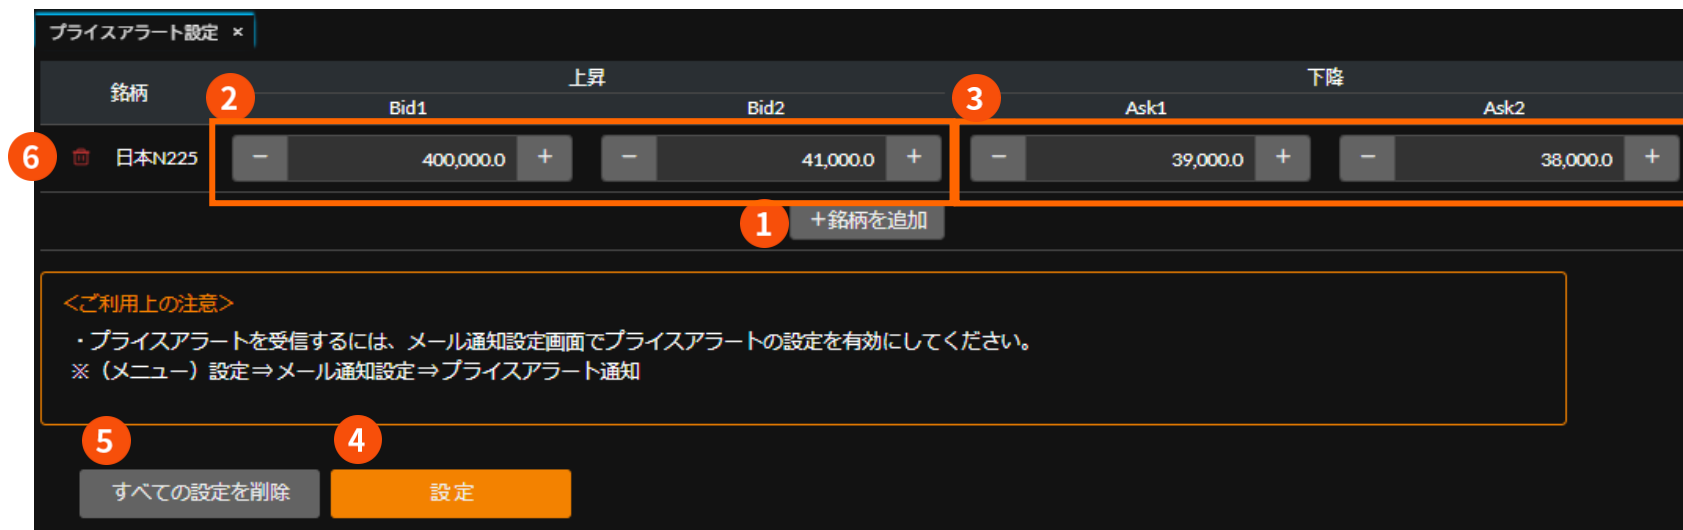 プライスアラート設定 ×
銘柄 上昇 下降
2 Bid1 Bid2 3 Ask1 Ask2
6 日本N225 − 400,000.0 + − 41,000.0 + − 39,000.0 + − 38,000.0 +
1 +銘柄を追加
<ご利用上の注意>
・プライスアラートを受信するには、メール通知設定画面でプライスアラートの設定を有効にしてください。
※（メニュー）設定⇒メール通知設定⇒プライスアラート通知
5 4
すべての設定を削除 設定